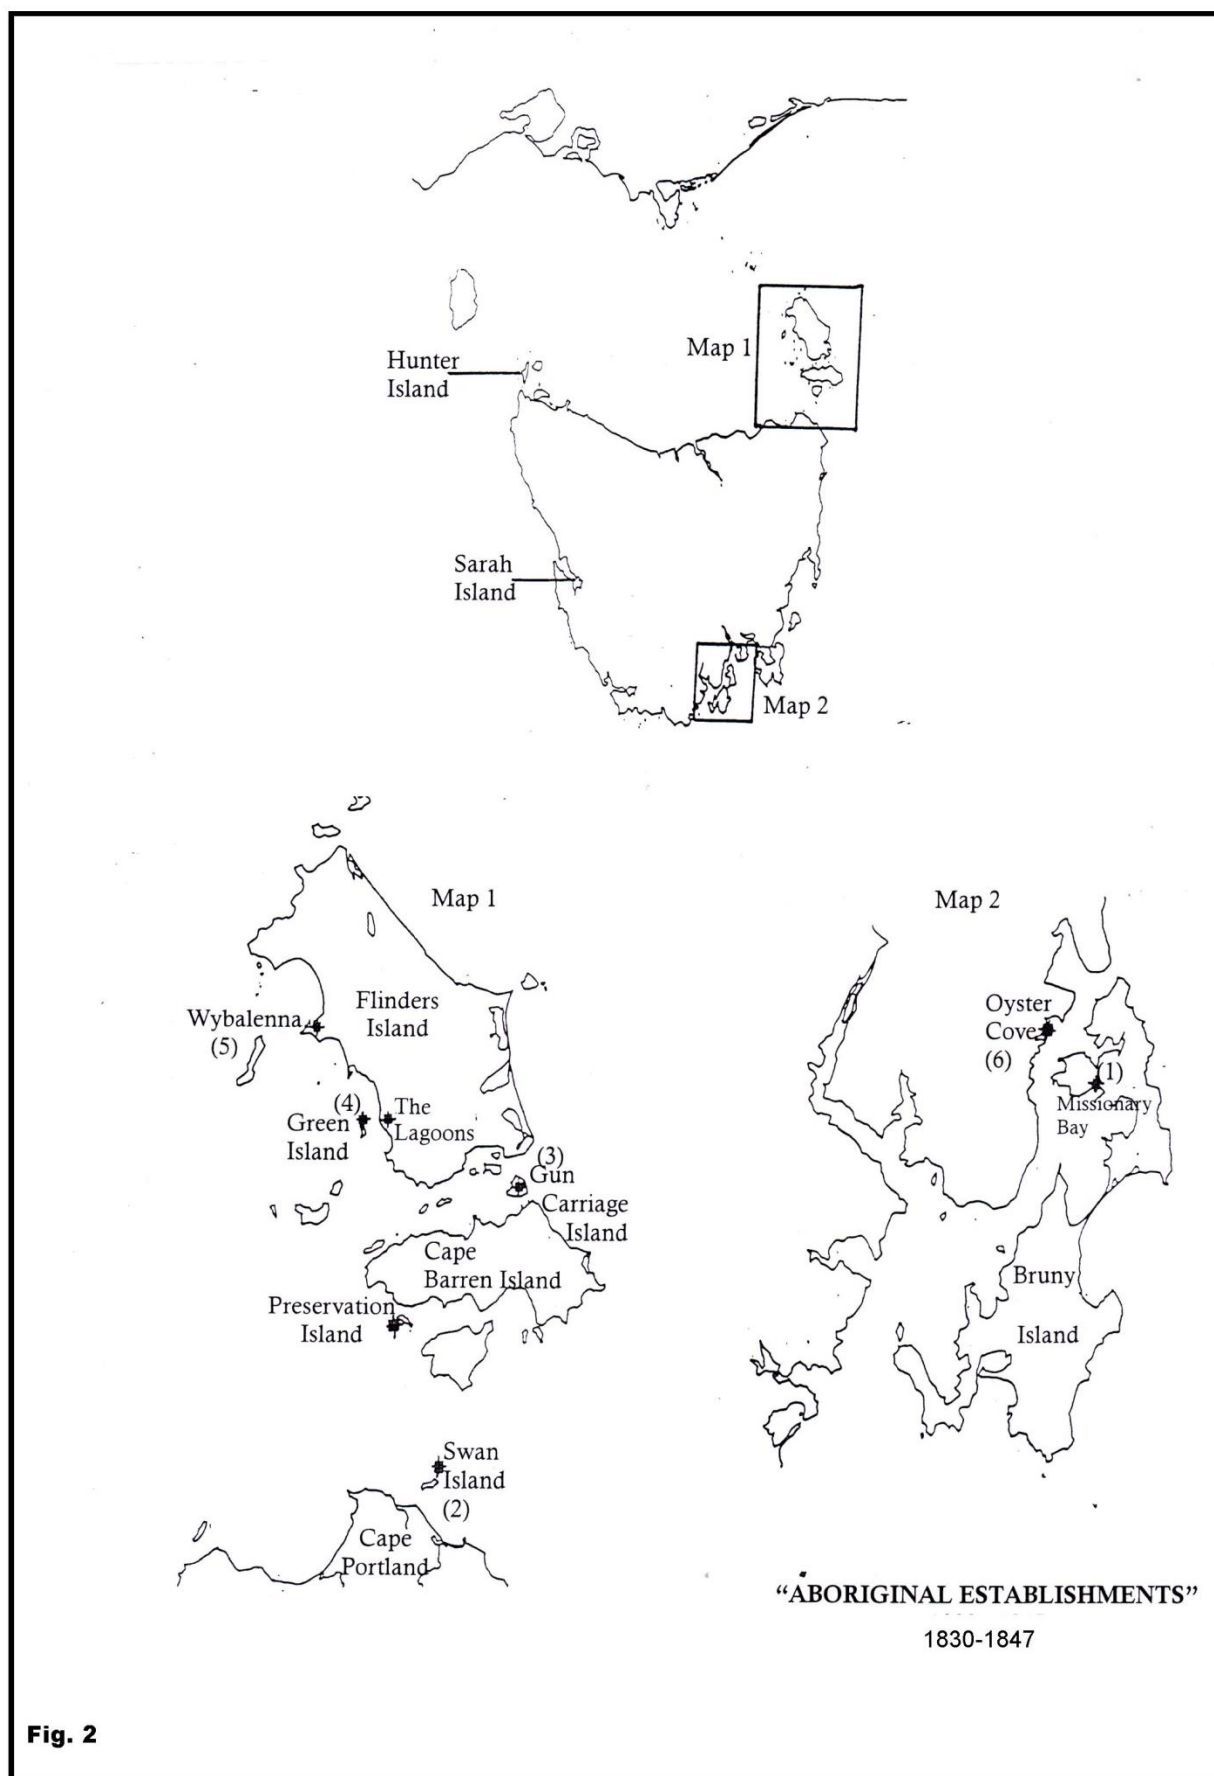 Map 1
Hunter
Island
Sarah
Island
Map 2
Map 1
Flinders
Island
Wybalenna
(5)
(4)
Green
Island
The
Lagoons
(3)
Gun
Carriage
Island
Cape
Barren Island
Preservation
Island
Swan
Island
(2)
Cape
Portland
Map 2
Oyster
Cove
(6)
(1)
Missionary
Bay
Bruny
Island
“ABORIGINAL ESTABLISHMENTS”
1830-1847
Fig. 2